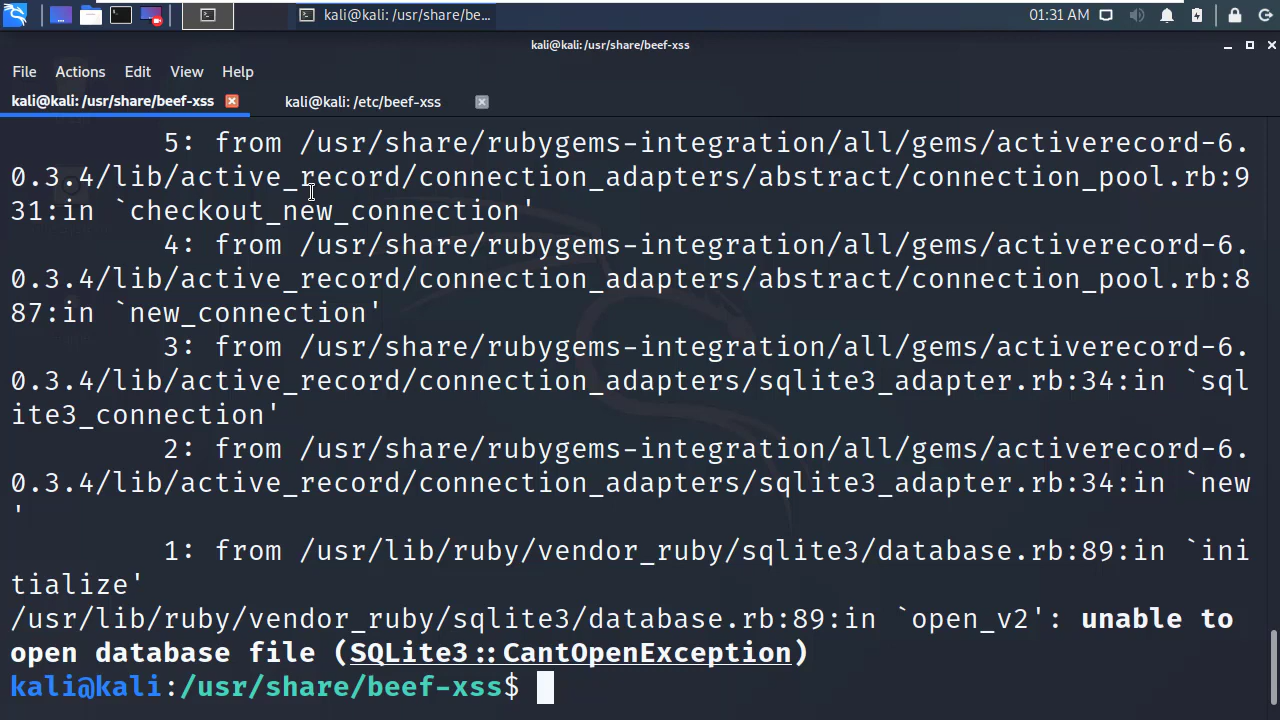 kali@kali: /usr/share/be...
01:31 AM
kali@kali: /usr/share/beef-xss
File Actions Edit View Help
kali@kali: /usr/share/beef-xss
kali@kali: /etc/beef-xss
5: from /usr/share/rubygems-integration/all/gems/activerecord-6.
0.3.4/lib/active_record/connection_adapters/abstract/connection_pool.rb:9
31:in `checkout_new_connection'
4: from /usr/share/rubygems-integration/all/gems/activerecord-6.
0.3.4/lib/active_record/connection_adapters/abstract/connection_pool.rb:8
87:in `new_connection'
3: from /usr/share/rubygems-integration/all/gems/activerecord-6.
0.3.4/lib/active_record/connection_adapters/sqlite3_adapter.rb:34:in `sql
ite3_connection'
2: from /usr/share/rubygems-integration/all/gems/activerecord-6.
0.3.4/lib/active_record/connection_adapters/sqlite3_adapter.rb:34:in `new
'
1: from /usr/lib/ruby/vendor_ruby/sqlite3/database.rb:89:in `ini
tialize'
/usr/lib/ruby/vendor_ruby/sqlite3/database.rb:89:in `open_v2': unable to
open database file (SQLite3::CantOpenException)
kali@kali:/usr/share/beef-xss$